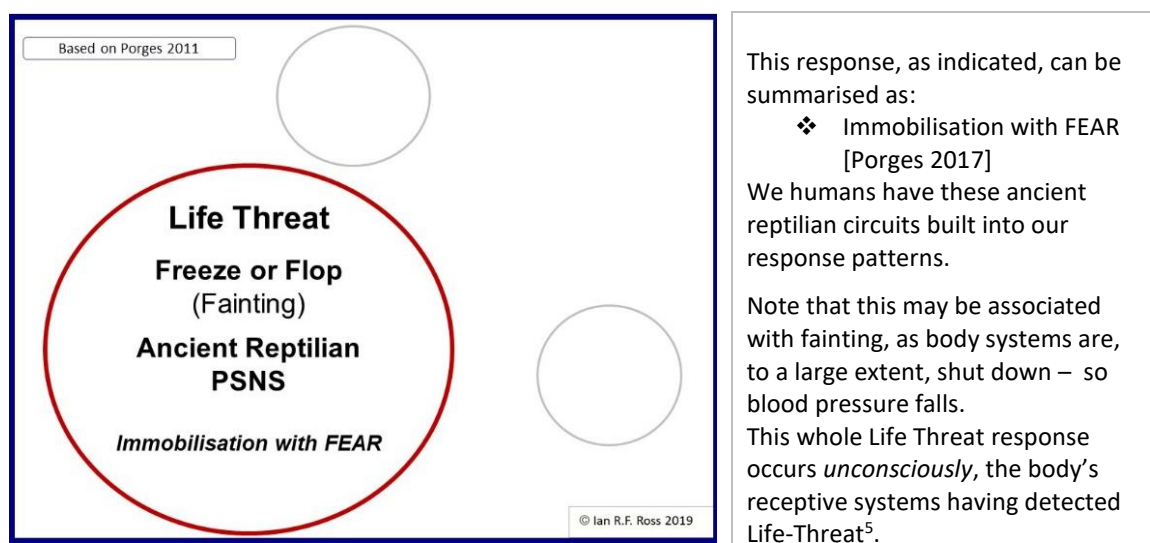 Based on Porges 2011
Life Threat
Freeze or Flop
(Fainting)
Ancient Reptilian
PSNS
Immobilisation with FEAR
© Ian R.F. Ross 2019
This response, as indicated, can be
summarised as:
❖ Immobilisation with FEAR
[Porges 2017]
We humans have these ancient
reptilian circuits built into our
response patterns.
Note that this may be associated
with fainting, as body systems are,
to a large extent, shut down – so
blood pressure falls.
This whole Life Threat response
occurs unconsciously, the body’s
receptive systems having detected
Life-Threat⁵.